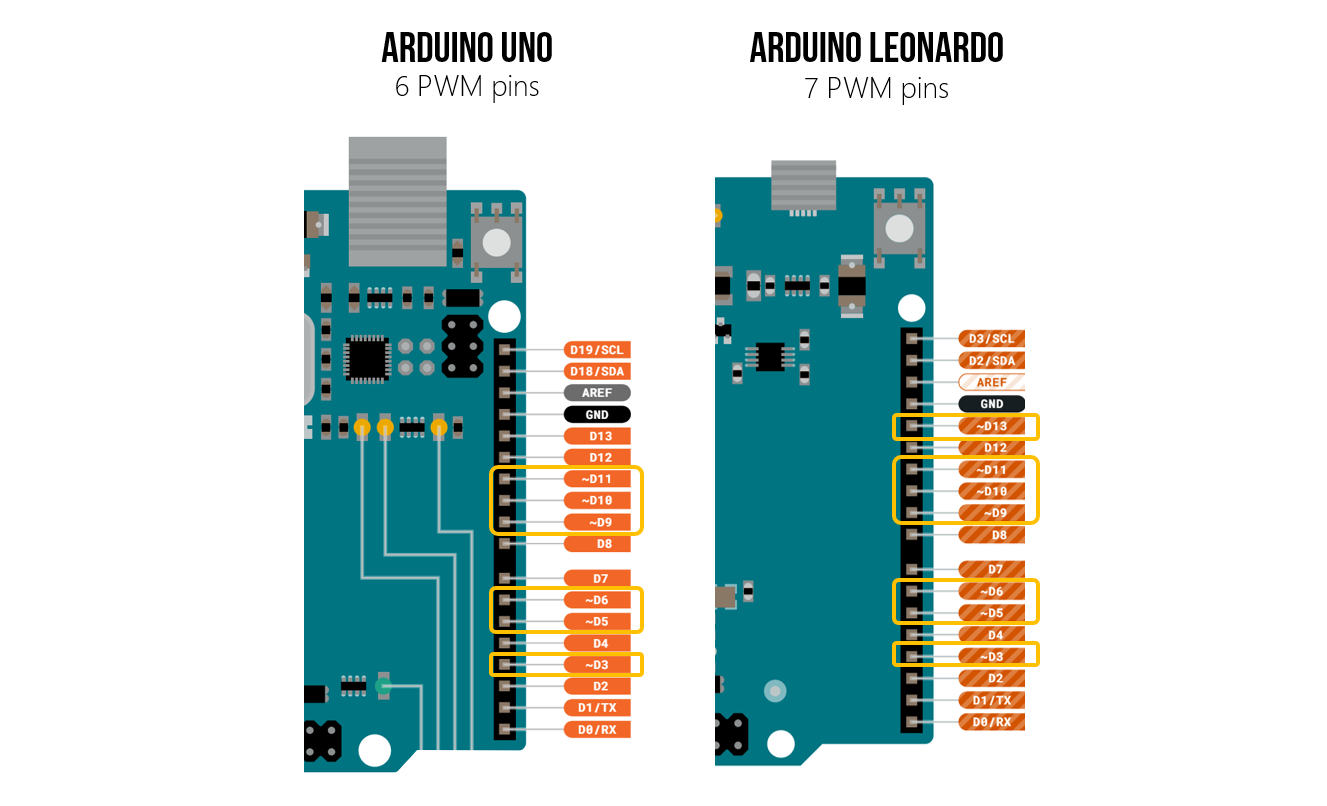 ARDUINO UNO
6 PWM pins
D19/SCL
D18/SDA
AREF
GND
D13
D12
~D11
~D10
~D9
D8
D7
~D6
~D5
D4
~D3
D2
D1/TX
D0/RX
ARDUINO LEONARDO
7 PWM pins
D3/SCL
D2/SDA
AREF
GND
~D13
D12
~D11
~D10
~D9
D8
D7
~D6
~D5
D4
~D3
D2
D1/TX
D0/RX